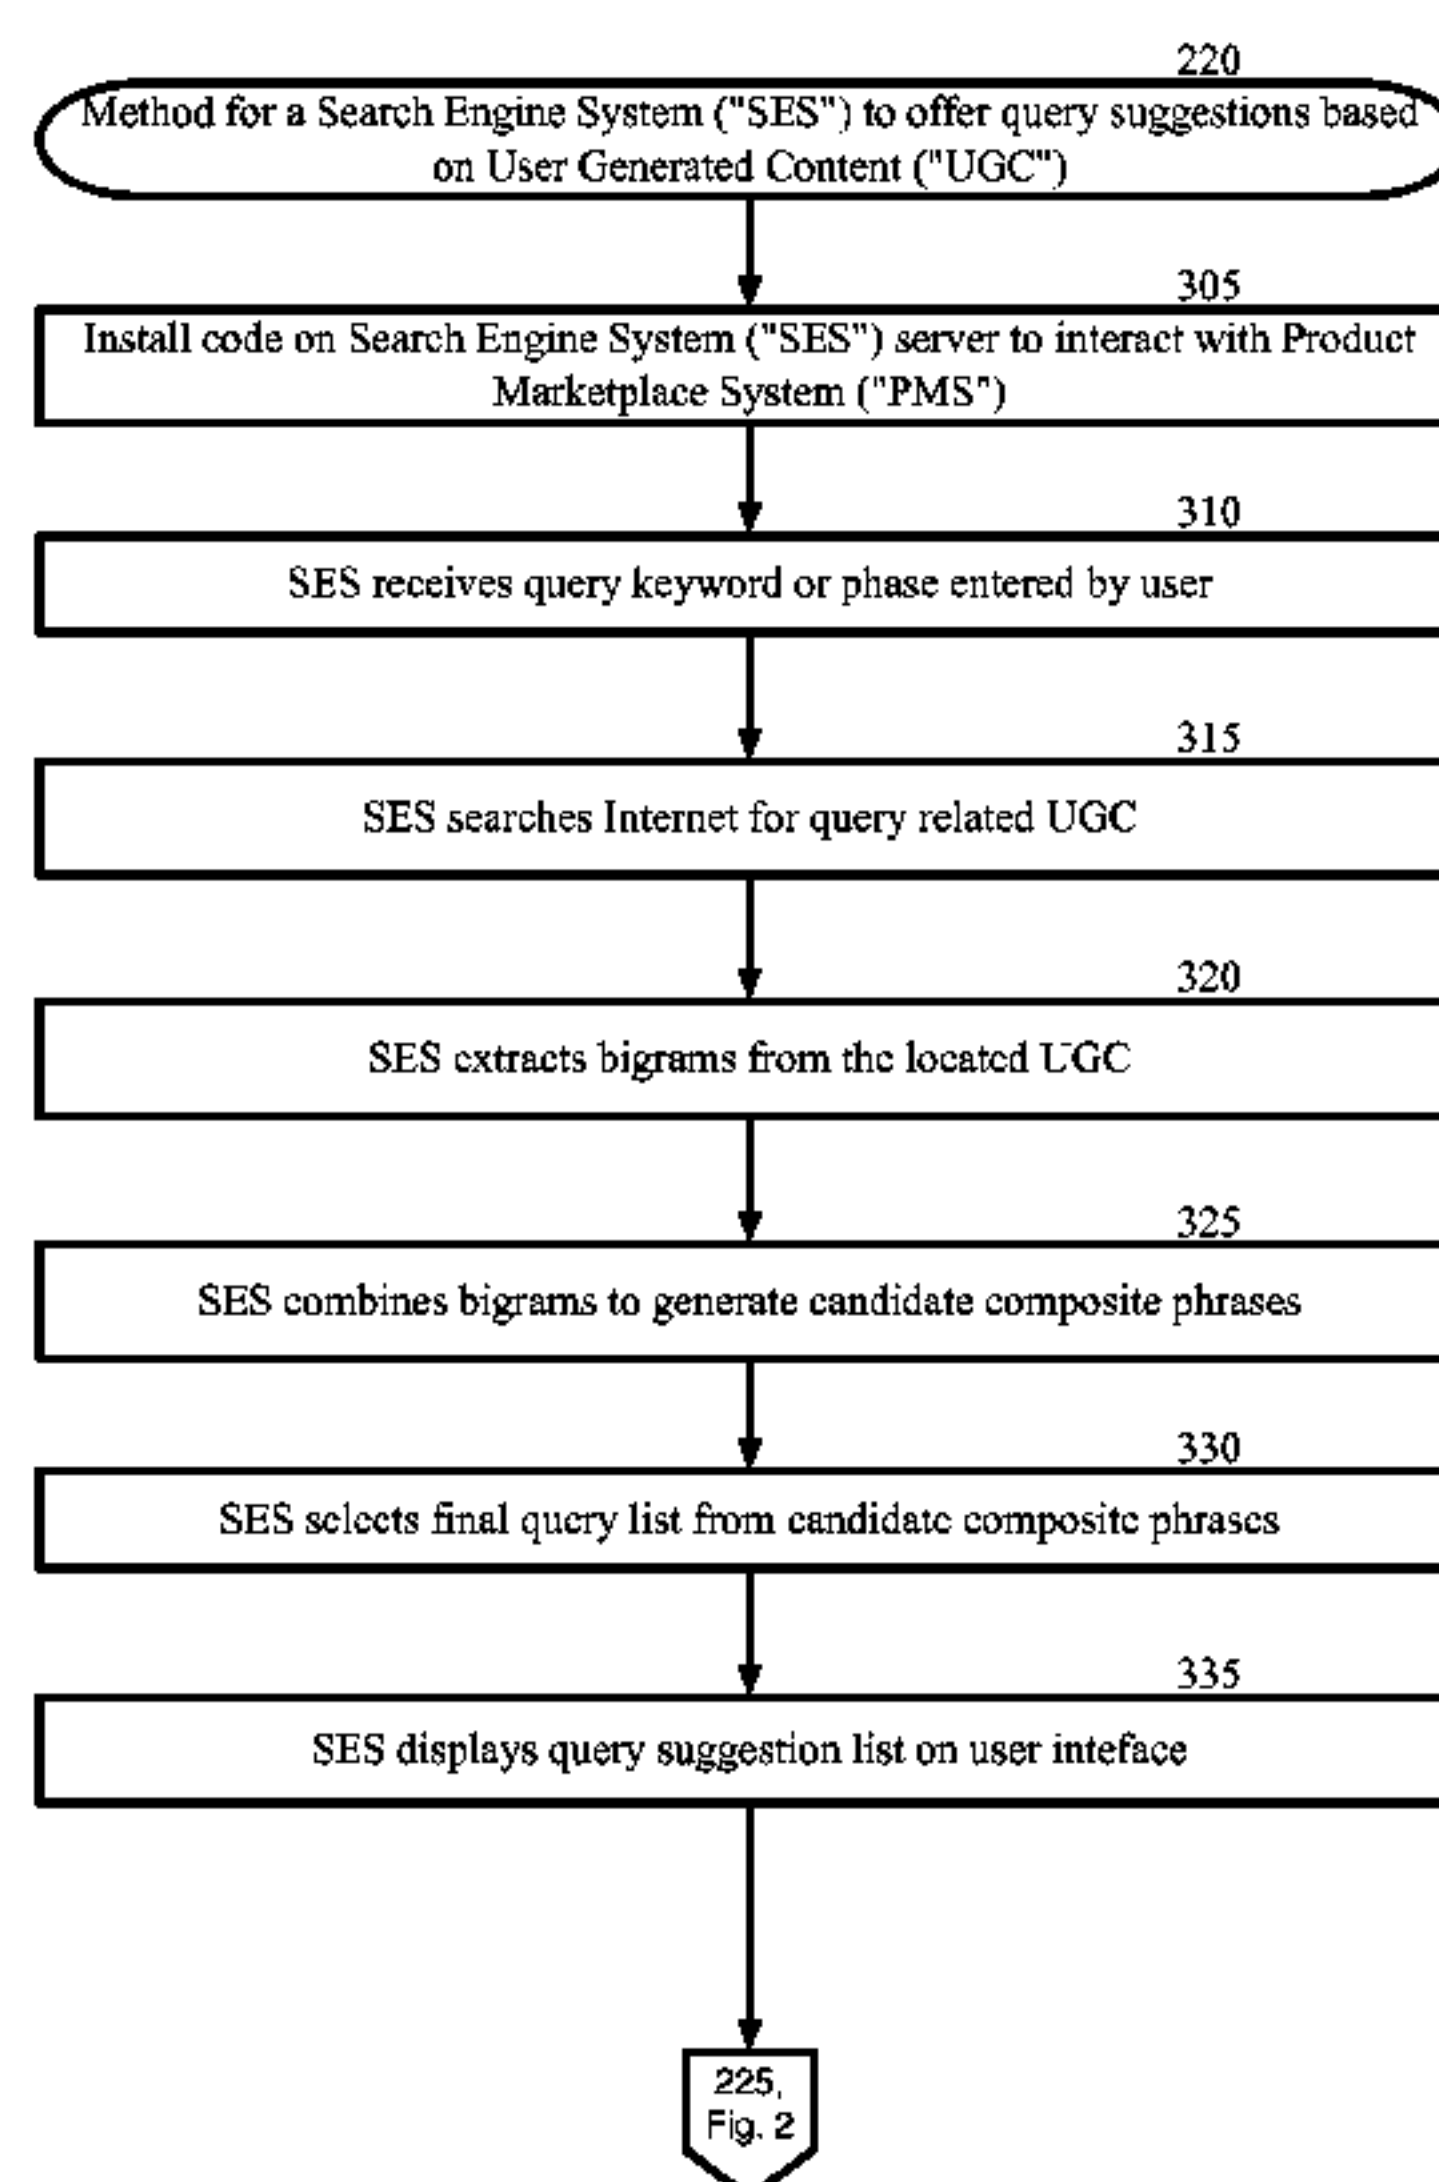 220
Method for a Search Engine System ("SES") to offer query suggestions based
on User Generated Content ("UGC")
305
Install code on Search Engine System ("SES") server to interact with Product
Marketplace System ("PMS")
310
SES receives query keyword or phase entered by user
315
SES searches Internet for query related UGC
320
SES extracts bigrams from the located UGC
325
SES combines bigrams to generate candidate composite phrases
330
SES selects final query list from candidate composite phrases
335
SES displays query suggestion list on user inteface
225,
Fig. 2